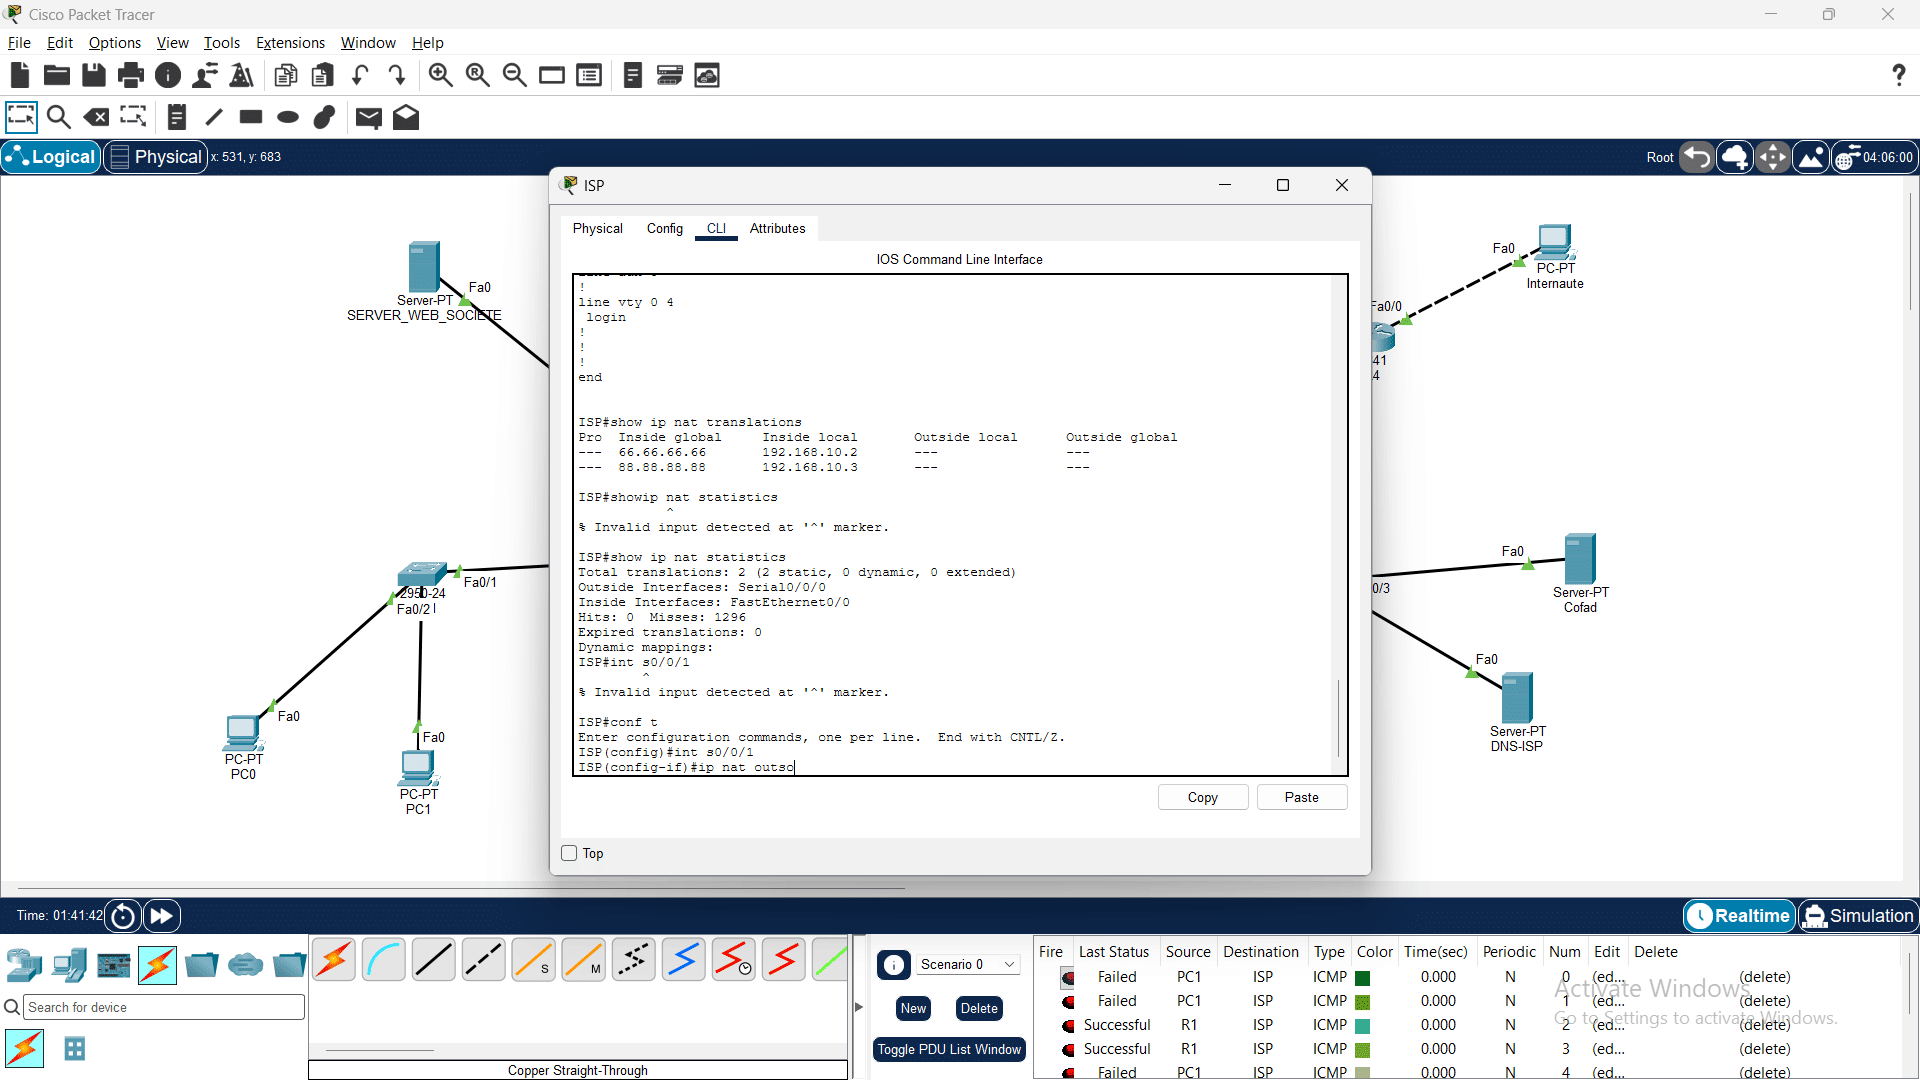 Cisco Packet Tracer
File Edit Options View Tools Extensions Window Help
Logical Physical x: 531, y: 683
Root 04:06:00
ISP
Physical Config CLI Attributes
IOS Command Line Interface
!
line vty 0 4
login
!
!
!
end
ISP#show ip nat translations
Pro Inside global Inside local Outside local Outside global
--- 66.66.66.66 192.168.10.2 --- ---
--- 88.88.88.88 192.168.10.3 --- ---
ISP#showip nat statistics
^
% Invalid input detected at '^' marker.
ISP#show ip nat statistics
Total translations: 2 (2 static, 0 dynamic, 0 extended)
Outside Interfaces: Serial0/0/0
Inside Interfaces: FastEthernet0/0
Hits: 0 Misses: 1296
Expired translations: 0
Dynamic mappings:
ISP#int s0/0/1
^
% Invalid input detected at '^' marker.
ISP#conf t
Enter configuration commands, one per line. End with CNTL/Z.
ISP(config)#int s0/0/1
ISP(config-if)#ip nat outso
Copy Paste
Top
Fa0
Server-PT
SERVER_WEB_SOCIETE
Fa0/1
2950-24
Fa0/2
Fa0
PC-PT
PC0
Fa0
PC-PT
PC1
Fa0
PC-PT
Internaute
Fa0/0
41
4
Fa0
0/3
Server-PT
Cofad
Fa0
Server-PT
DNS-ISP
Time: 01:41:42
Realtime Simulation
Search for device
S
M
Copper Straight-Through
Scenario 0
New Delete
Toggle PDU List Window
Fire Last Status Source Destination Type Color Time(sec) Periodic Num Edit Delete
Failed PC1 ISP ICMP 0.000 N 0 (ed... (delete)
Failed PC1 ISP ICMP 0.000 N 1 (ed... (delete)
Successful R1 ISP ICMP 0.000 N 2 (ed... (delete)
Successful R1 ISP ICMP 0.000 N 3 (ed... (delete)
Failed PC1 ISP ICMP 0.000 N 4 (ed... (delete)
Activate Windows
Go to Settings to activate Windows.